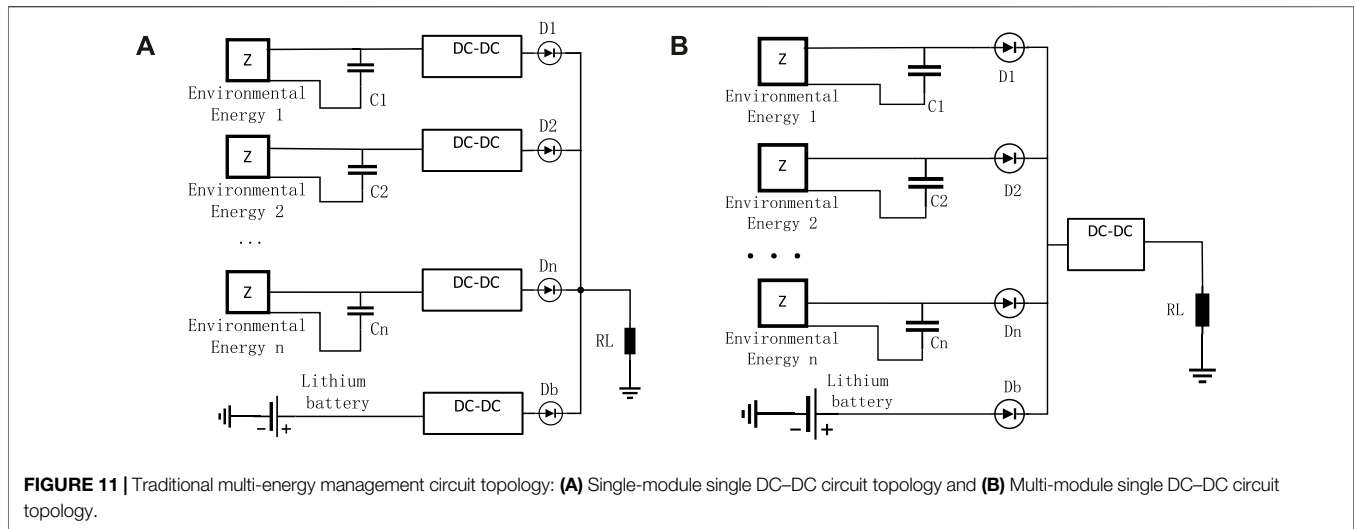 A
Z
Environmental
Energy 1
C1
DC-DC
D1
Z
Environmental
Energy 2
C2
DC-DC
D2
...
Z
Environmental
Energy n
Cn
DC-DC
Dn
RL
Lithium
battery
- +
DC-DC
Db
B
Z
Environmental
Energy 1
C1
D1
Z
Environmental
Energy 2
C2
D2
• • •
Z
Environmental
Energy n
Cn
Dn
DC-DC
RL
Lithium
battery
- +
Db
FIGURE 11 | Traditional multi-energy management circuit topology: (A) Single-module single DC–DC circuit topology and (B) Multi-module single DC–DC circuit
topology.